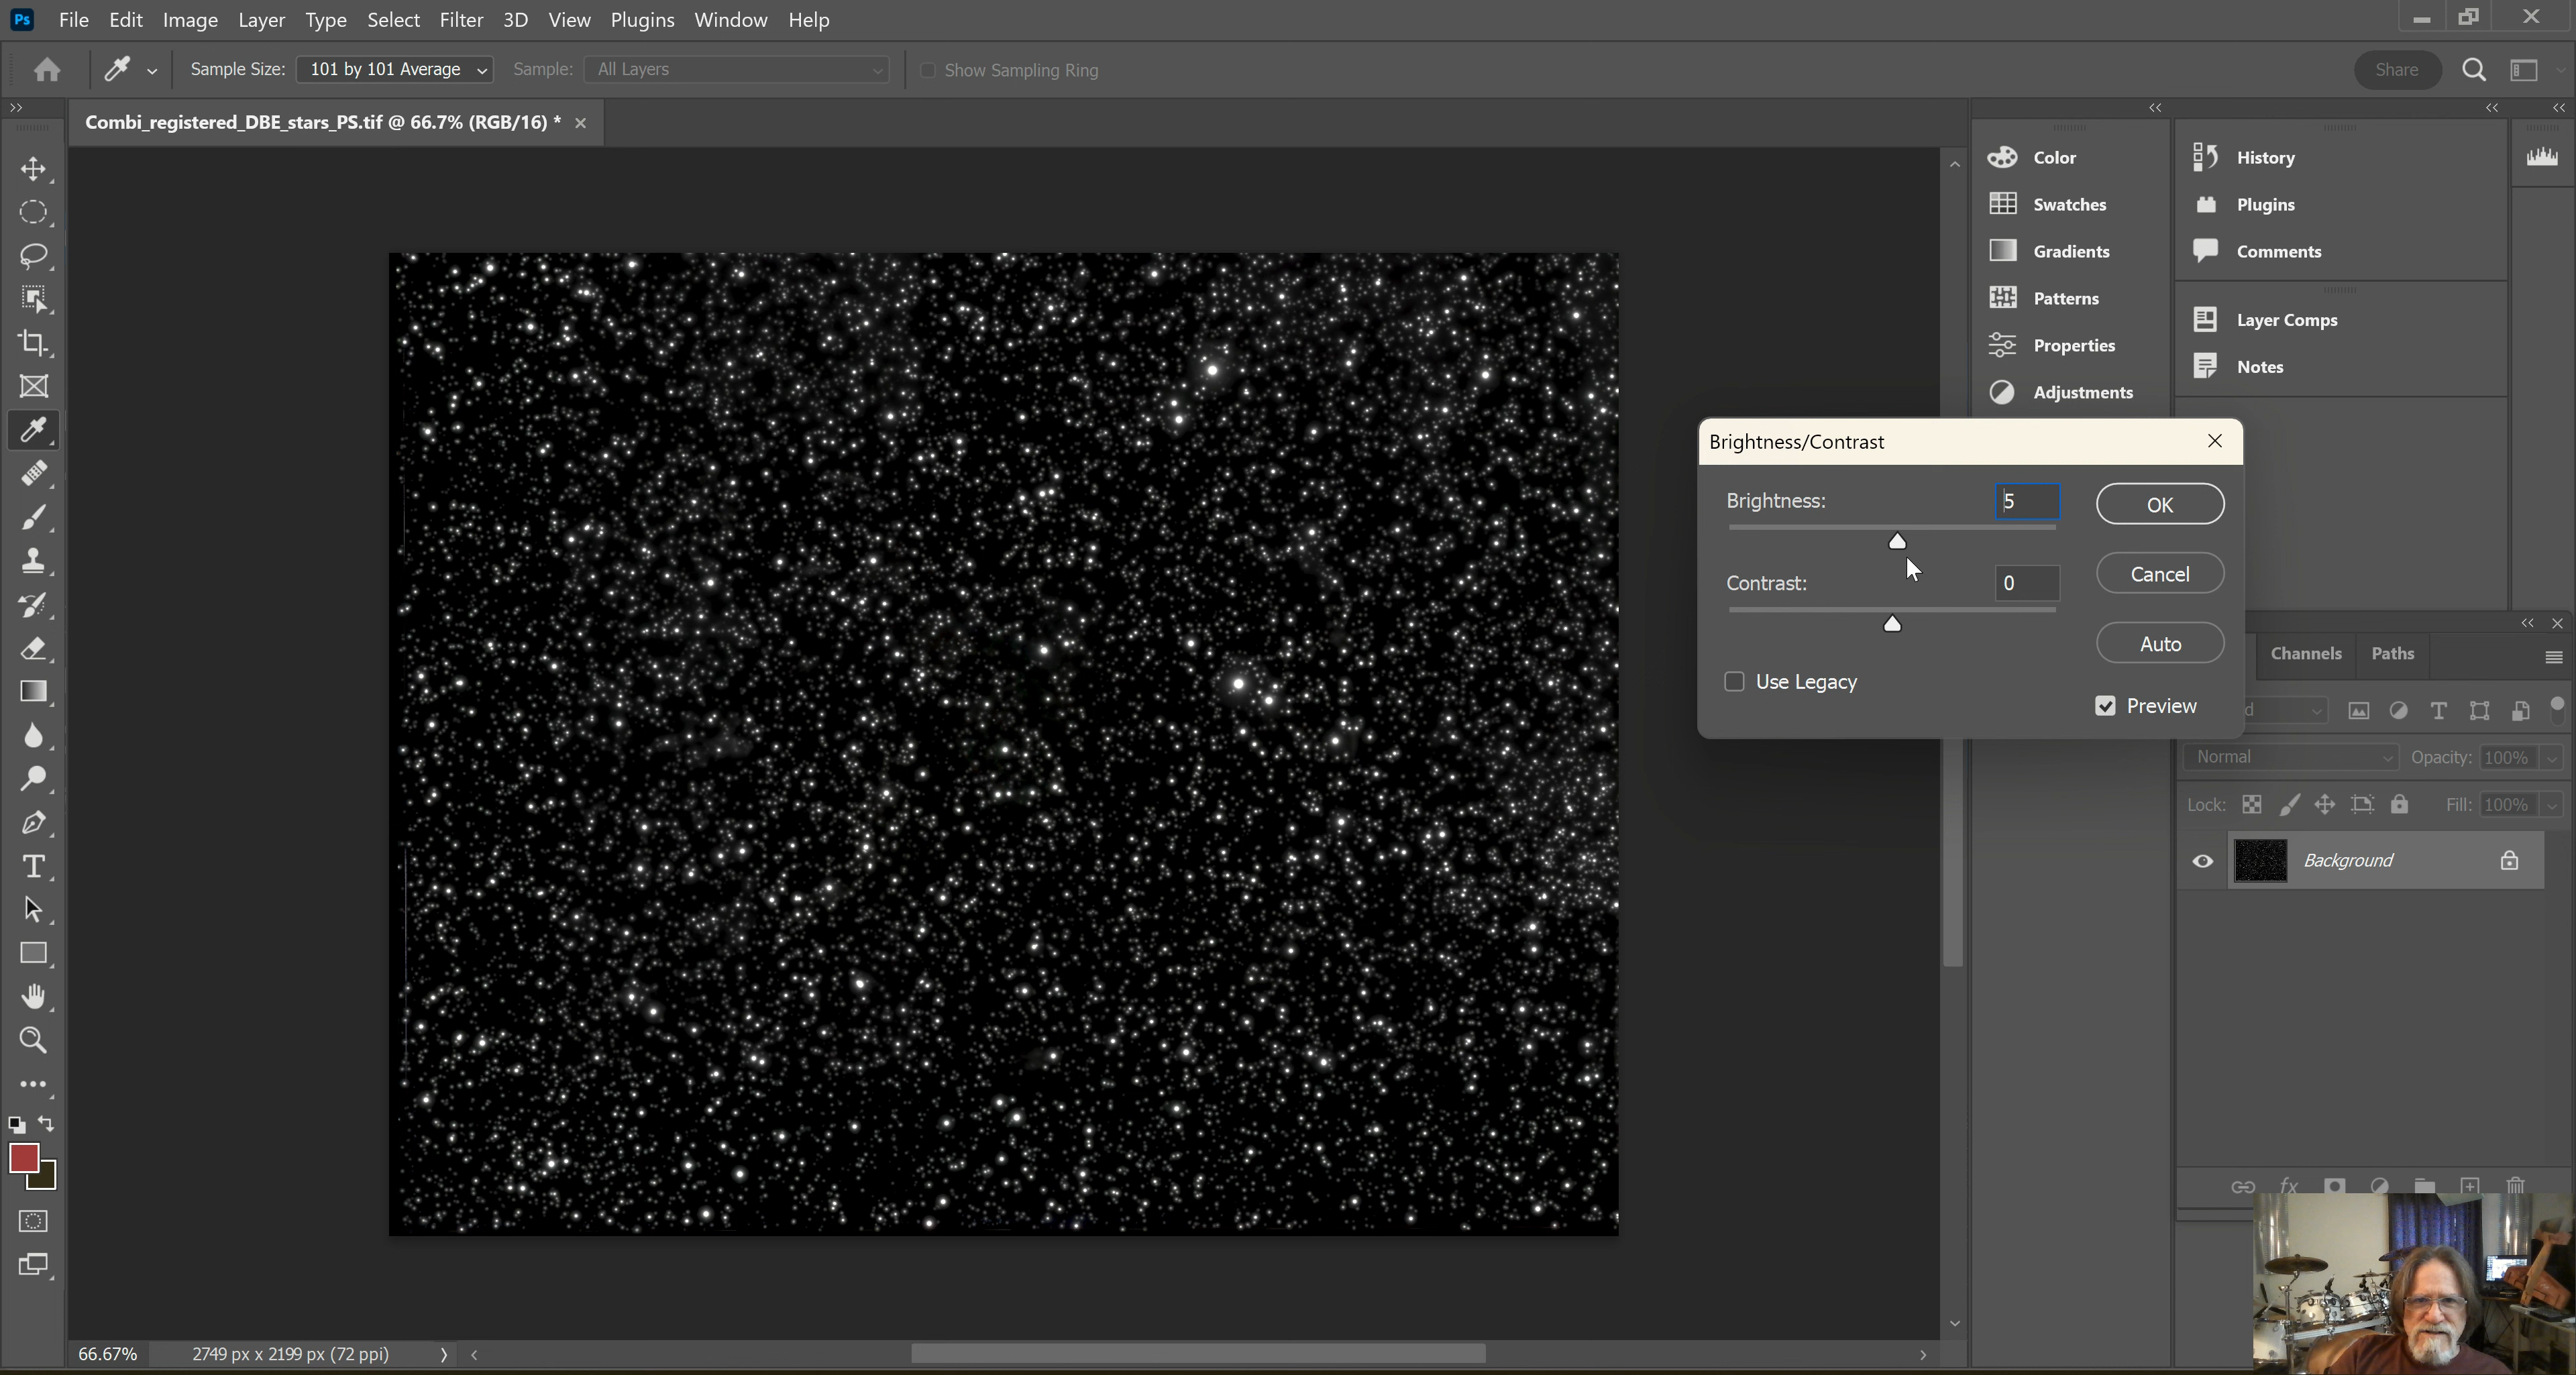 Ps File Edit Image Layer Type Select Filter 3D View Plugins Window Help
Sample Size: 101 by 101 Average Sample: All Layers Show Sampling Ring Share
Combi_registered_DBE_stars_PS.tif @ 66.7% (RGB/16) *
Color
Swatches
Gradients
Patterns
Properties
Adjustments
History
Plugins
Comments
Layer Comps
Notes
Brightness/Contrast
Brightness: 5
Contrast: 0
Use Legacy
OK
Cancel
Auto
Preview
Channels Paths
d
Normal Opacity: 100%
Lock: Fill: 100%
Background
fx
66.67% 2749 px x 2199 px (72 ppi)